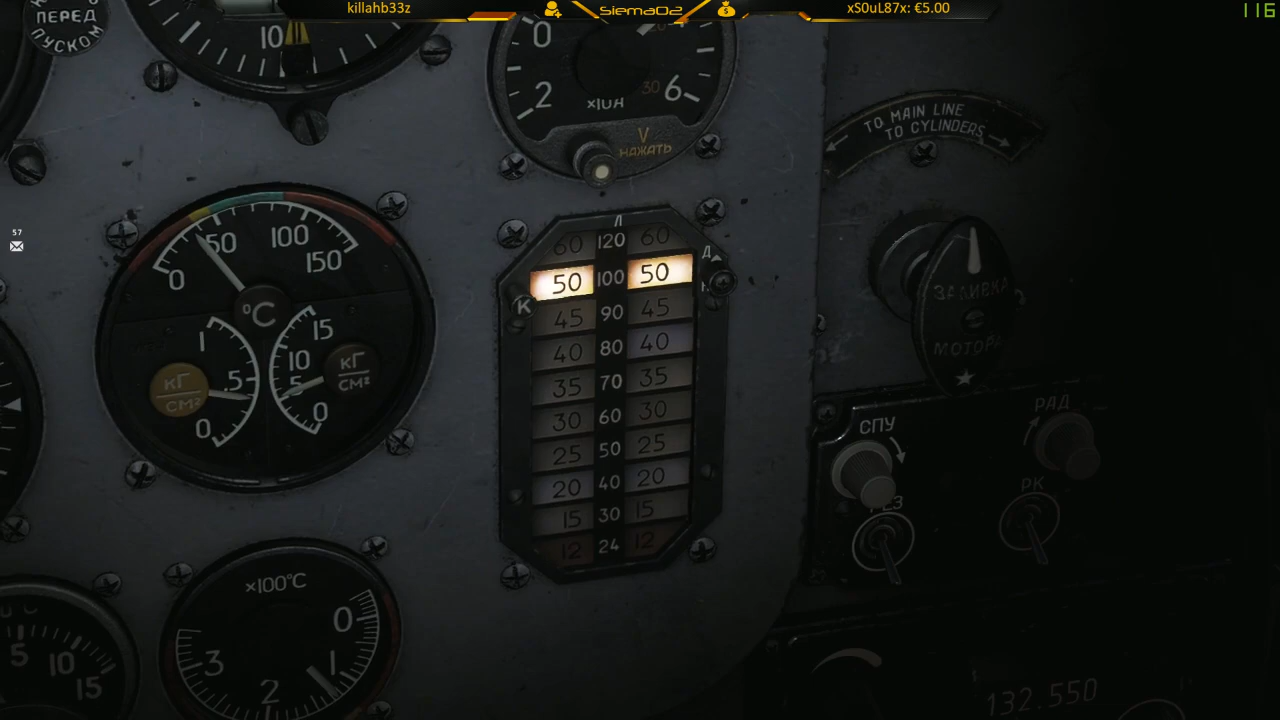 killahb33z
Siema02
xS0uL87x: €5.00
116
57
ПЕРЕД
ПУСКОМ
10
0
2
6
30
×10А
V
НАЖАТЬ
TO MAIN LINE
TO CYLINDERS
0
50
100
150
°C
1
.5
0
15
10
5
0
КГ
СМ²
КГ
СМ²
Л
60 120 60
50 100 50
45 90 45
40 80 40
35 70 35
30 60 30
25 50 25
20 40 20
15 30 15
12 24 12
К
Д
ЗАЛИВКА
МОТОРА
СПУ
РАД
РК
×100°C
0
1
2
3
5
10
15
132.550